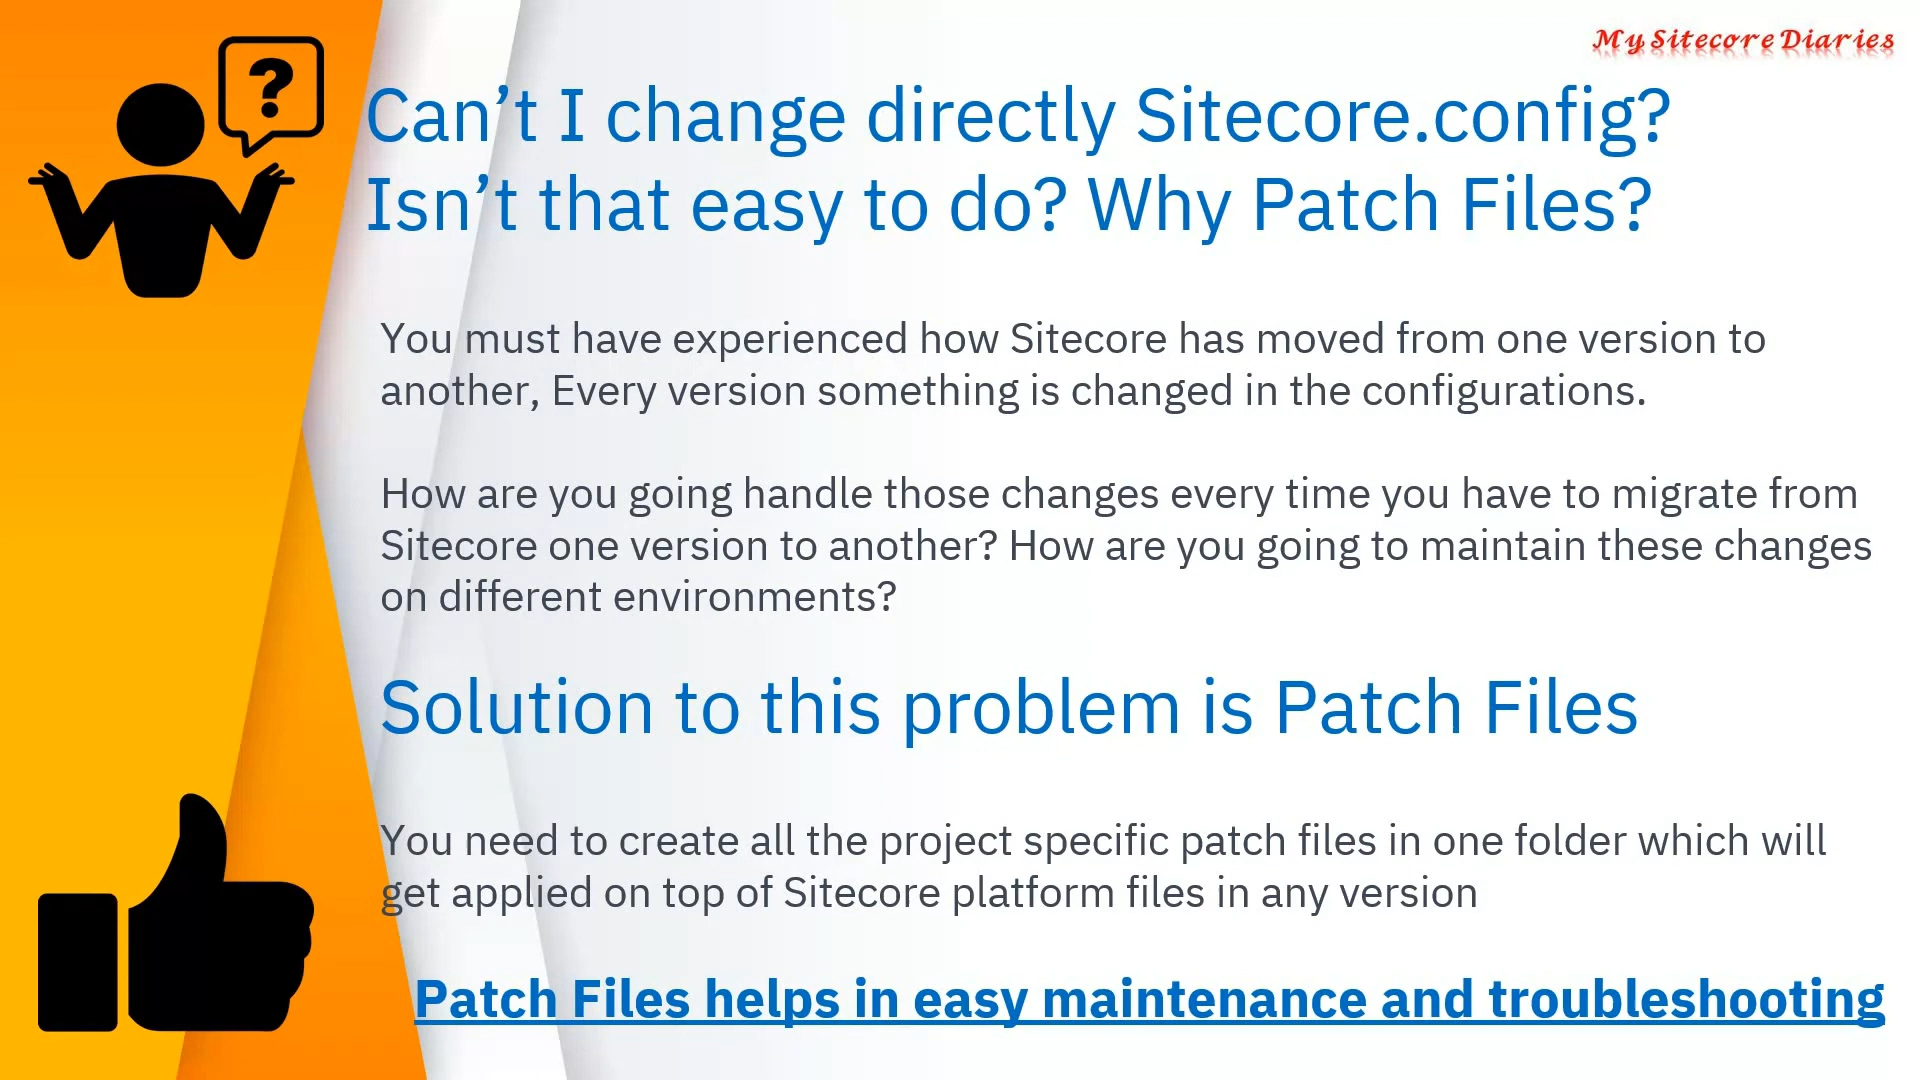 My Sitecore Diaries
?
Can’t I change directly Sitecore.config?
Isn’t that easy to do? Why Patch Files?
You must have experienced how Sitecore has moved from one version to
another, Every version something is changed in the configurations.
How are you going handle those changes every time you have to migrate from
Sitecore one version to another? How are you going to maintain these changes
on different environments?
Solution to this problem is Patch Files
You need to create all the project specific patch files in one folder which will
get applied on top of Sitecore platform files in any version
Patch Files helps in easy maintenance and troubleshooting